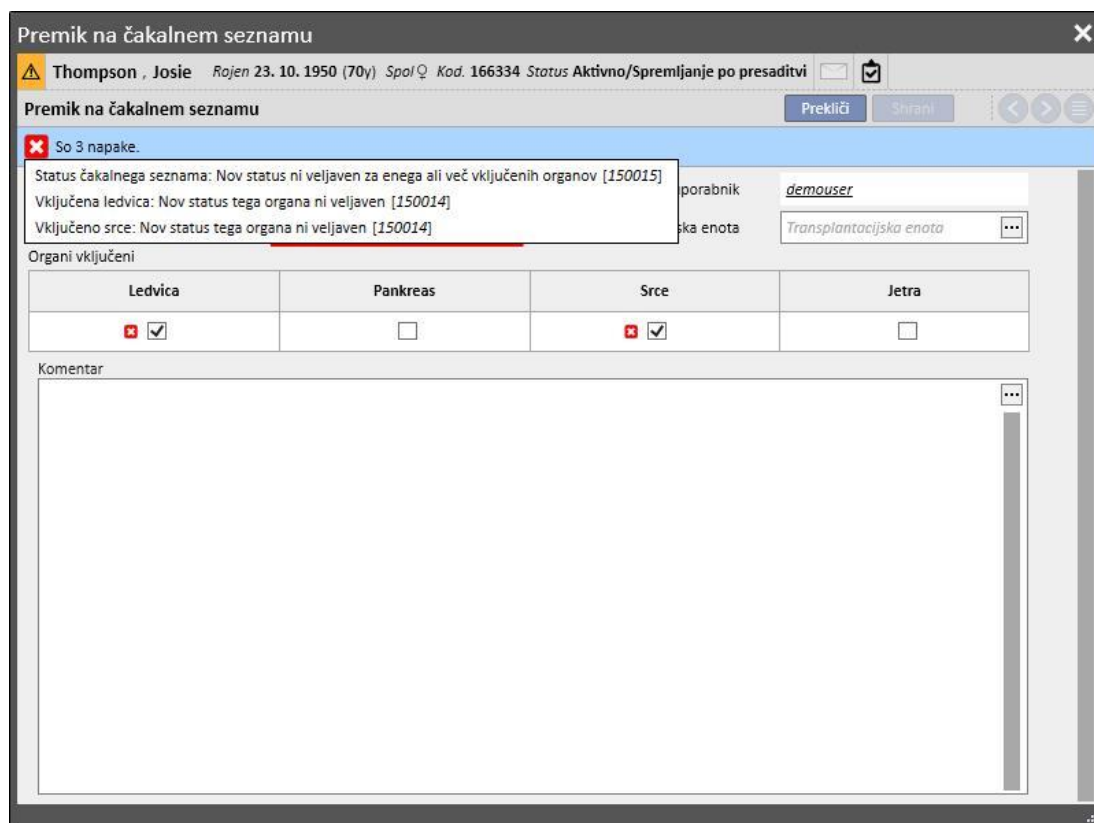 Premik na čakalnem seznamu
Thompson , Josie Rojen 23. 10. 1950 (70y) Spol ♀ Kod. 166334 Status Aktivno/Spremljanje po presaditvi
Premik na čakalnem seznamu Prekliči Shrani
So 3 napake.
Status čakalnega seznama: Nov status ni veljaven za enega ali več vključenih organov [150015]
Vključena ledvica: Nov status tega organa ni veljaven [150014]
Vključeno srce: Nov status tega organa ni veljaven [150014]
uporabnik demouser
ska enota Transplantacijska enota ...
Organi vključeni
Ledvica Pankreas Srce Jetra
Komentar
...